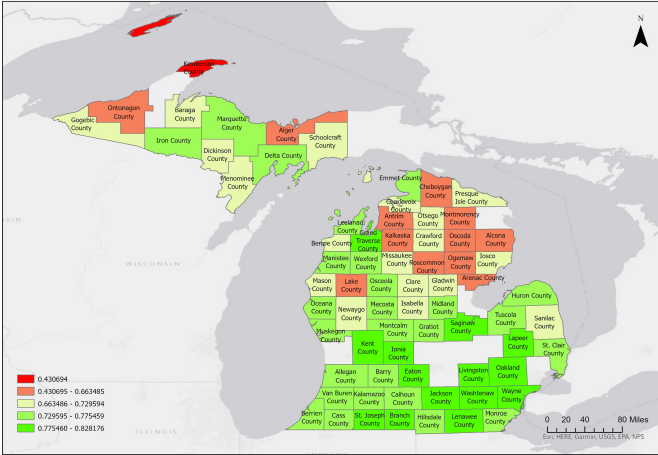 N
Keweenaw
County
Ontonagon
County
Baraga
County
Gogebic
County
Marquette
County
Alger
County
Schoolcraft
County
Iron County
Dickinson
County
Delta County
Menominee
County
Emmet County
Cheboygan
County
Presque
Isle County
Charlevoix
County
Antrim
County
Otsego
County
Montmorency
County
Leelanau
County
Grand
Traverse
County
Kalkaska
County
Crawford
County
Oscoda
County
Alcona
County
Benzie County
Manistee
County
Wexford
County
Missaukee
County
Roscommon
County
Ogemaw
County
Iosco
County
Mason
County
Lake
County
Osceola
County
Clare
County
Gladwin
County
Arenac County
Huron County
Oceana
County
Newaygo
County
Mecosta
County
Isabella
County
Midland
County
Tuscola
County
Sanilac
County
Muskegon
County
Montcalm
County
Gratiot
County
Saginaw
County
Lapeer
County
St. Clair
County
Kent
County
Ionia
County
Allegan
County
Barry
County
Eaton
County
Livingston
County
Oakland
County
Van Buren
County
Kalamazoo
County
Calhoun
County
Jackson
County
Washtenaw
County
Wayne
County
Berrien
County
Cass
County
St. Joseph
County
Branch
County
Hillsdale
County
Lenawee
County
Monroe
County
WISCONSIN
ILLINOIS
0.430694
0.430695 - 0.663485
0.663486 - 0.729594
0.729595 - 0.775459
0.775460 - 0.828176
0 20 40 80 Miles
Esri, HERE, Garmin, USGS, EPA, NPS